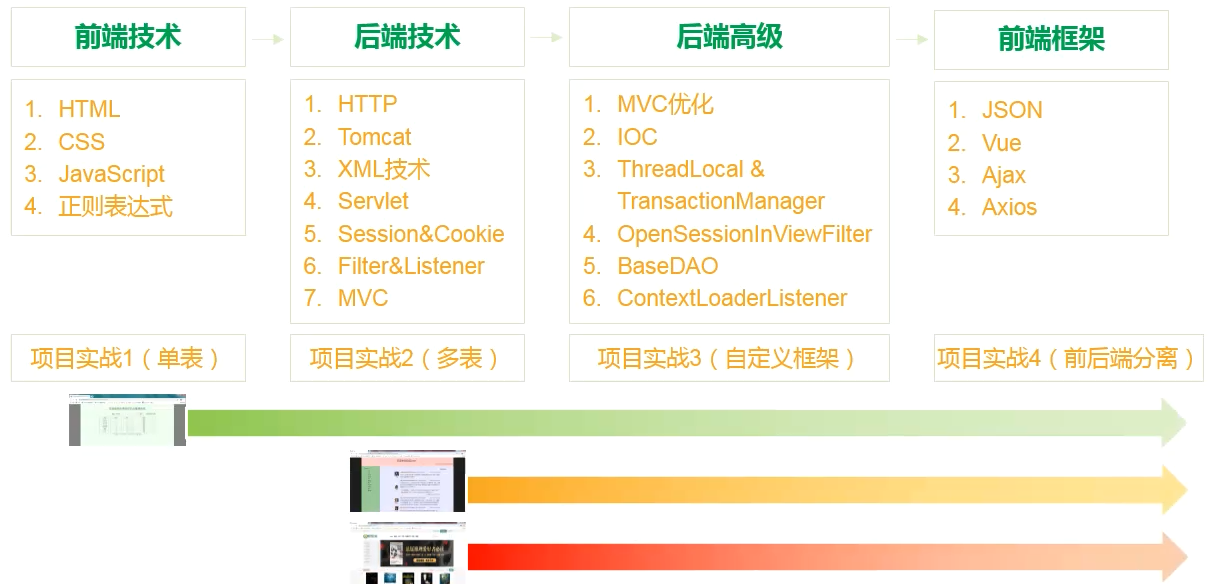 前端技术
1. HTML
2. CSS
3. JavaScript
4. 正则表达式
项目实战1（单表）
后端技术
1. HTTP
2. Tomcat
3. XML技术
4. Servlet
5. Session&Cookie
6. Filter&Listener
7. MVC
项目实战2（多表）
后端高级
1. MVC优化
2. IOC
3. ThreadLocal &
TransactionManager
4. OpenSessionInViewFilter
5. BaseDAO
6. ContextLoaderListener
项目实战3（自定义框架）
前端框架
1. JSON
2. Vue
3. Ajax
4. Axios
项目实战4（前后端分离）